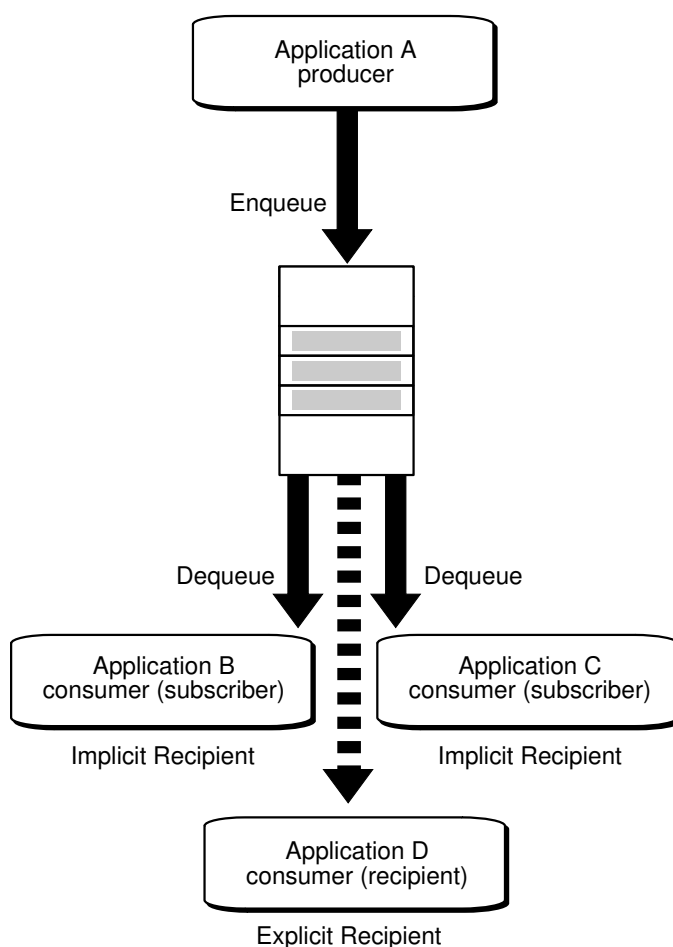 Application A
producer
Enqueue
Dequeue
Dequeue
Application B
consumer (subscriber)
Implicit Recipient
Application C
consumer (subscriber)
Implicit Recipient
Application D
consumer (recipient)
Explicit Recipient